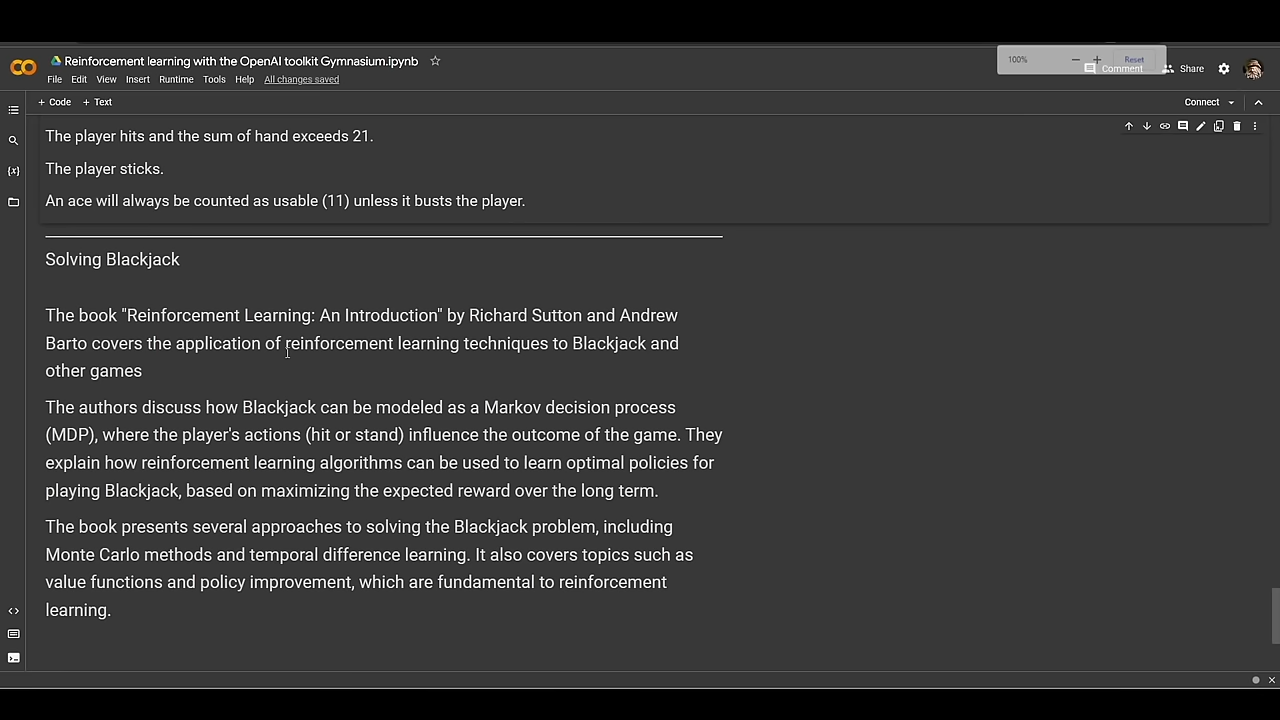 Reinforcement learning with the OpenAI toolkit Gymnasium.ipynb
100%
Reset
Comment
Share
File Edit View Insert Runtime Tools Help All changes saved
+ Code + Text
Connect
The player hits and the sum of hand exceeds 21.
The player sticks.
An ace will always be counted as usable (11) unless it busts the player.
Solving Blackjack
The book "Reinforcement Learning: An Introduction" by Richard Sutton and Andrew
Barto covers the application of reinforcement learning techniques to Blackjack and
other games
The authors discuss how Blackjack can be modeled as a Markov decision process
(MDP), where the player's actions (hit or stand) influence the outcome of the game. They
explain how reinforcement learning algorithms can be used to learn optimal policies for
playing Blackjack, based on maximizing the expected reward over the long term.
The book presents several approaches to solving the Blackjack problem, including
Monte Carlo methods and temporal difference learning. It also covers topics such as
value functions and policy improvement, which are fundamental to reinforcement
learning.